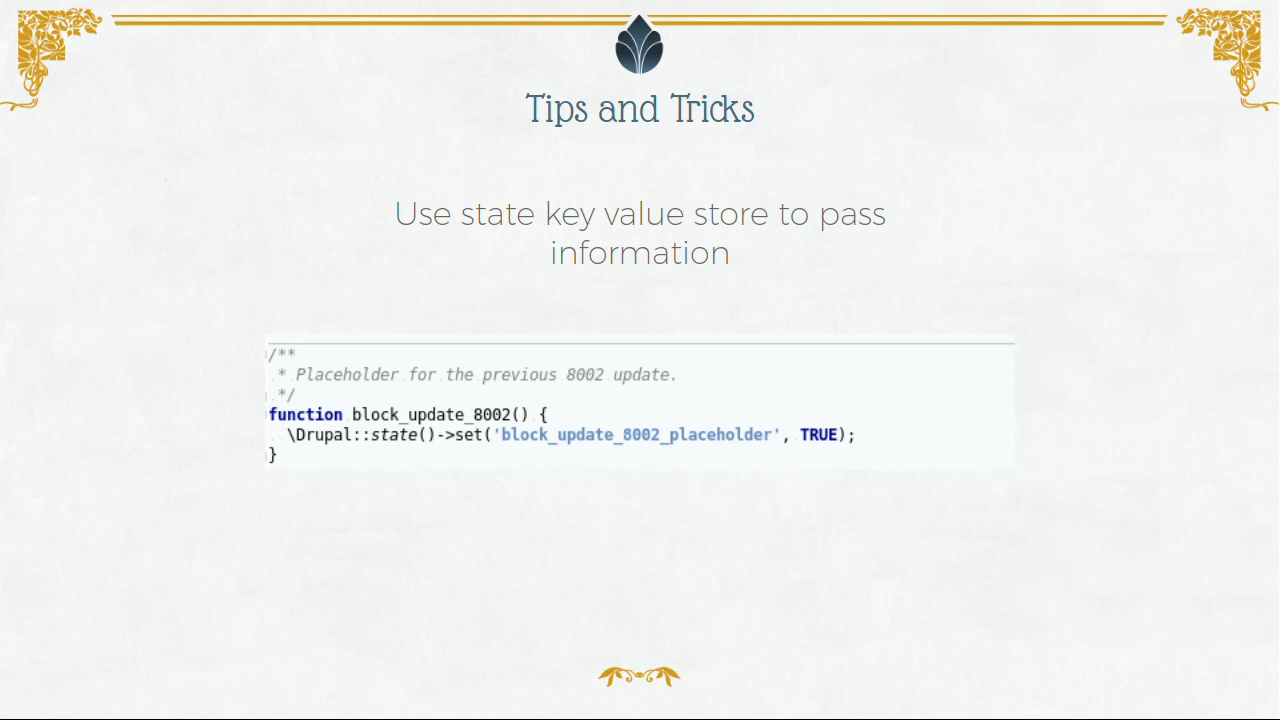 Tips and Tricks
Use state key value store to pass
information
/**
 * Placeholder for the previous 8002 update.
 */
function block_update_8002() {
  \Drupal::state()->set('block_update_8002_placeholder', TRUE);
}